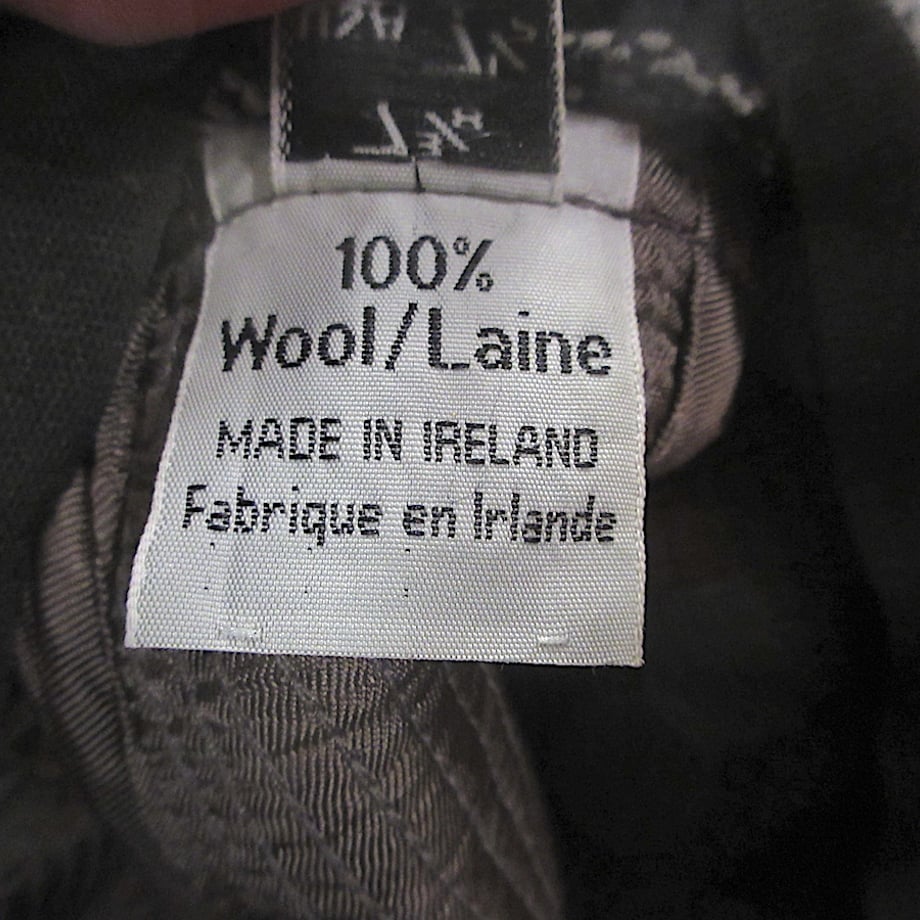 100%
Wool/Laine
MADE IN IRELAND
Fabrique en Irlande